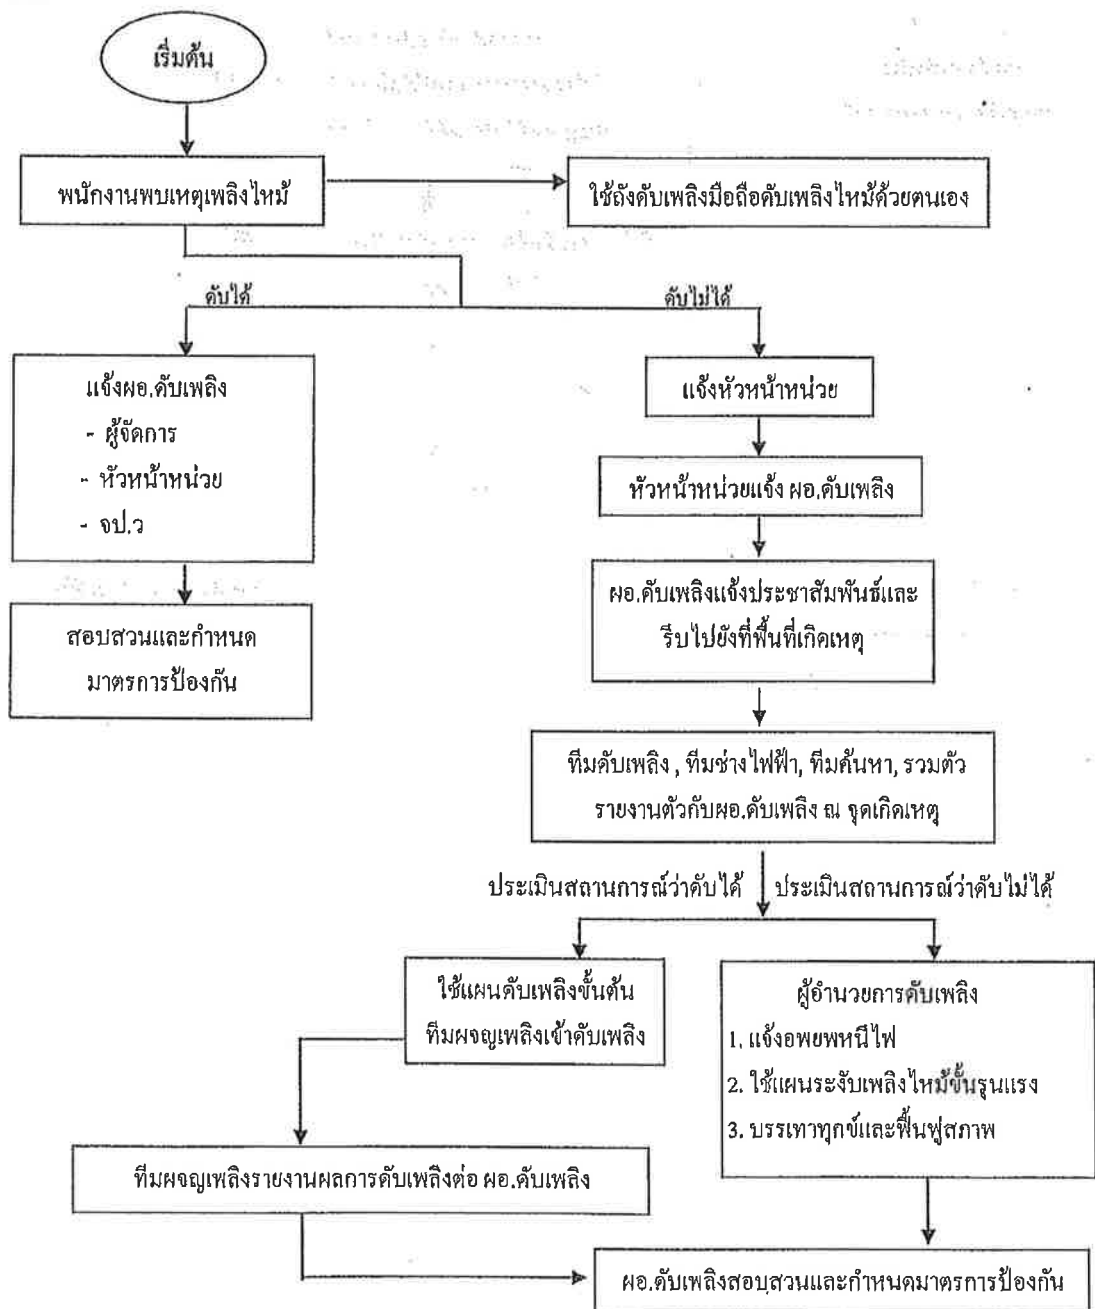 เริ่มต้น
พนักงานพบเหตุเพลิงไหม้
ใช้ถังดับเพลิงมือถือดับเพลิงไหม้ด้วยตนเอง
ดับได้
ดับไม่ได้
แจ้งผอ.ดับเพลิง
- ผู้จัดการ
- หัวหน้าหน่วย
- จป.ว
สอบสวนและกำหนด
มาตรการป้องกัน
แจ้งหัวหน้าหน่วย
หัวหน้าหน่วยแจ้ง ผอ.ดับเพลิง
ผอ.ดับเพลิงแจ้งประชาสัมพันธ์และ
รีบไปยังที่พื้นที่เกิดเหตุ
ทีมดับเพลิง , ทีมช่างไฟฟ้า, ทีมค้นหา, รวมตัว
รายงานตัวกับผอ.ดับเพลิง ณ จุดเกิดเหตุ
ประเมินสถานการณ์ว่าดับได้
ประเมินสถานการณ์ว่าดับไม่ได้
ใช้แผนดับเพลิงขั้นต้น
ทีมผจญเพลิงเข้าดับเพลิง
ผู้อำนวยการดับเพลิง
1. แจ้งอพยพหนีไฟ
2. ใช้แผนระงับเพลิงไหม้ขั้นรุนแรง
3. บรรเทาทุกข์และฟื้นฟูสภาพ
ทีมผจญเพลิงรายงานผลการดับเพลิงต่อ ผอ.ดับเพลิง
ผอ.ดับเพลิงสอบสวนและกำหนดมาตรการป้องกัน